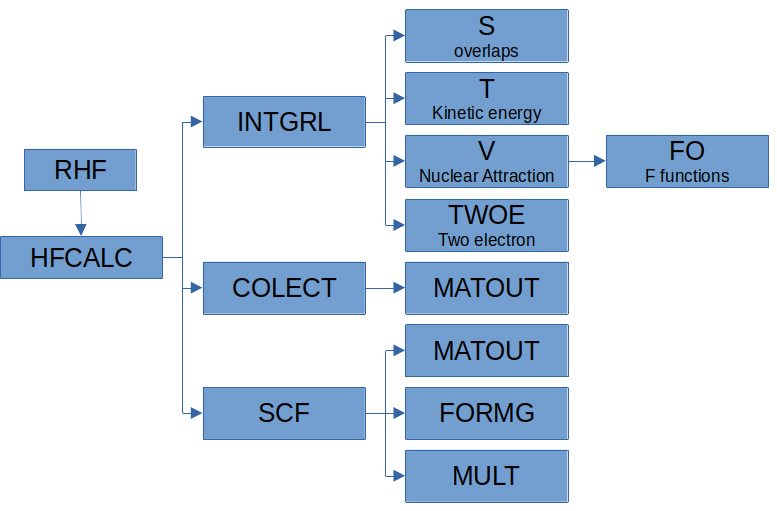 S
overlaps
T
Kinetic energy
INTGRL
V
Nuclear Attraction
FO
F functions
RHF
TWOE
Two electron
HFCALC
COLECT
MATOUT
MATOUT
SCF
FORMG
MULT